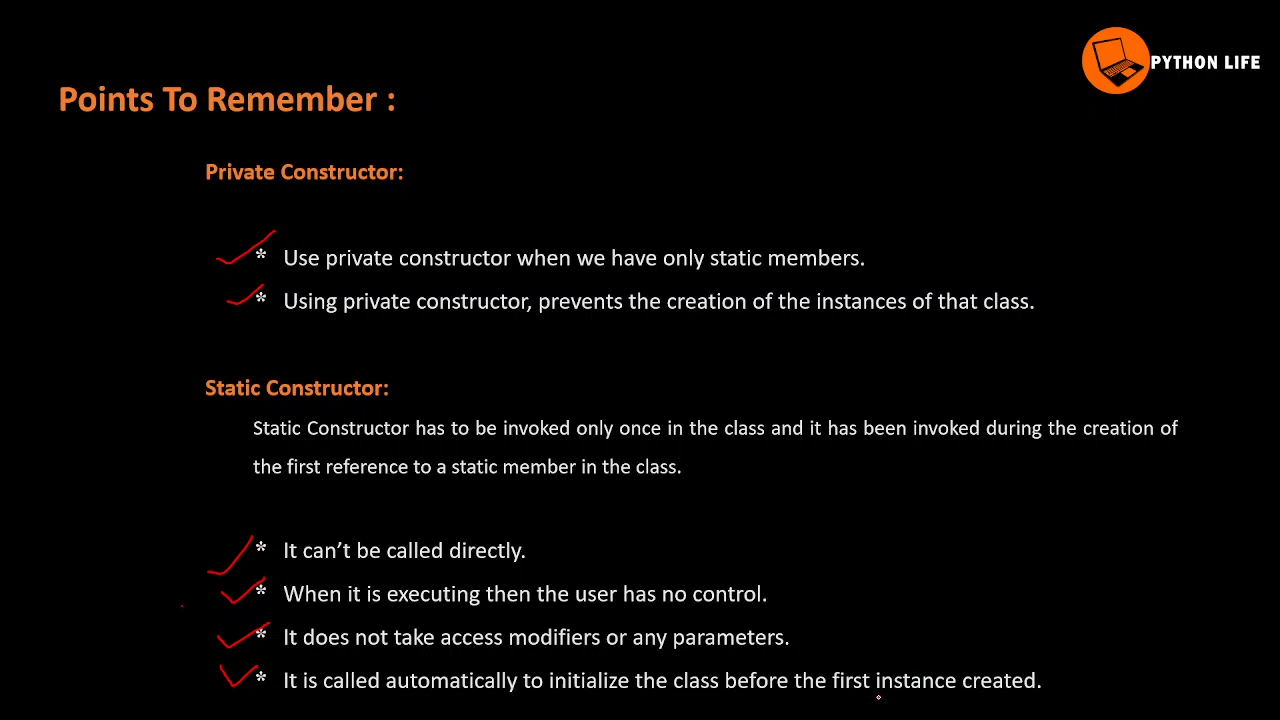 PYTHON LIFE
Points To Remember :
Private Constructor:
* Use private constructor when we have only static members.
* Using private constructor, prevents the creation of the instances of that class.
Static Constructor:
Static Constructor has to be invoked only once in the class and it has been invoked during the creation of
the first reference to a static member in the class.
* It can’t be called directly.
* When it is executing then the user has no control.
* It does not take access modifiers or any parameters.
* It is called automatically to initialize the class before the first instance created.